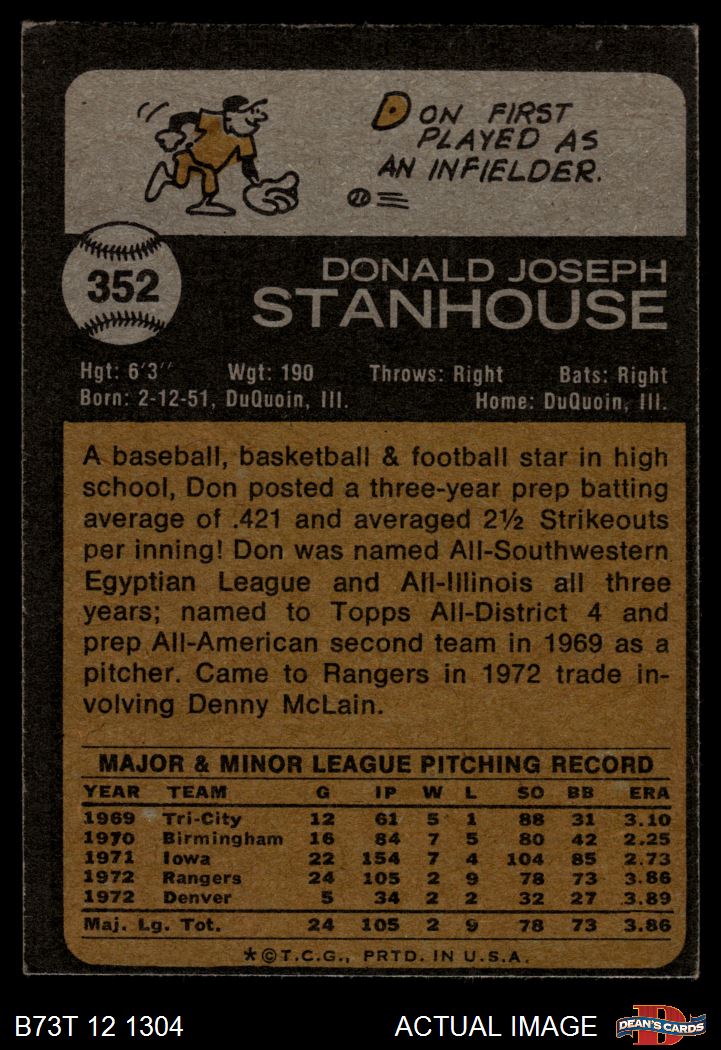 DON FIRST
PLAYED AS
AN INFIELDER.
352
DONALD JOSEPH
STANHOUSE
Hgt: 6'3" Wgt: 190 Throws: Right Bats: Right
Born: 2-12-51, DuQuoin, Ill. Home: DuQuoin, Ill.
A baseball, basketball & football star in high
school, Don posted a three-year prep batting
average of .421 and averaged 2½ Strikeouts
per inning! Don was named All-Southwestern
Egyptian League and All-Illinois all three
years; named to Topps All-District 4 and
prep All-American second team in 1969 as a
pitcher. Came to Rangers in 1972 trade in-
volving Denny McLain.
MAJOR & MINOR LEAGUE PITCHING RECORD
YEAR TEAM G IP W L SO BB ERA
1969 Tri-City 12 61 5 1 88 31 3.10
1970 Birmingham 16 84 7 5 80 42 2.25
1971 Iowa 22 154 7 4 104 85 2.73
1972 Rangers 24 105 2 9 78 73 3.86
1972 Denver 5 34 2 2 32 27 3.89
Maj. Lg. Tot. 24 105 2 9 78 73 3.86
*©T.C.G., PRTD. IN U.S.A.
B73T 12 1304 ACTUAL IMAGE D DEAN'S CARDS